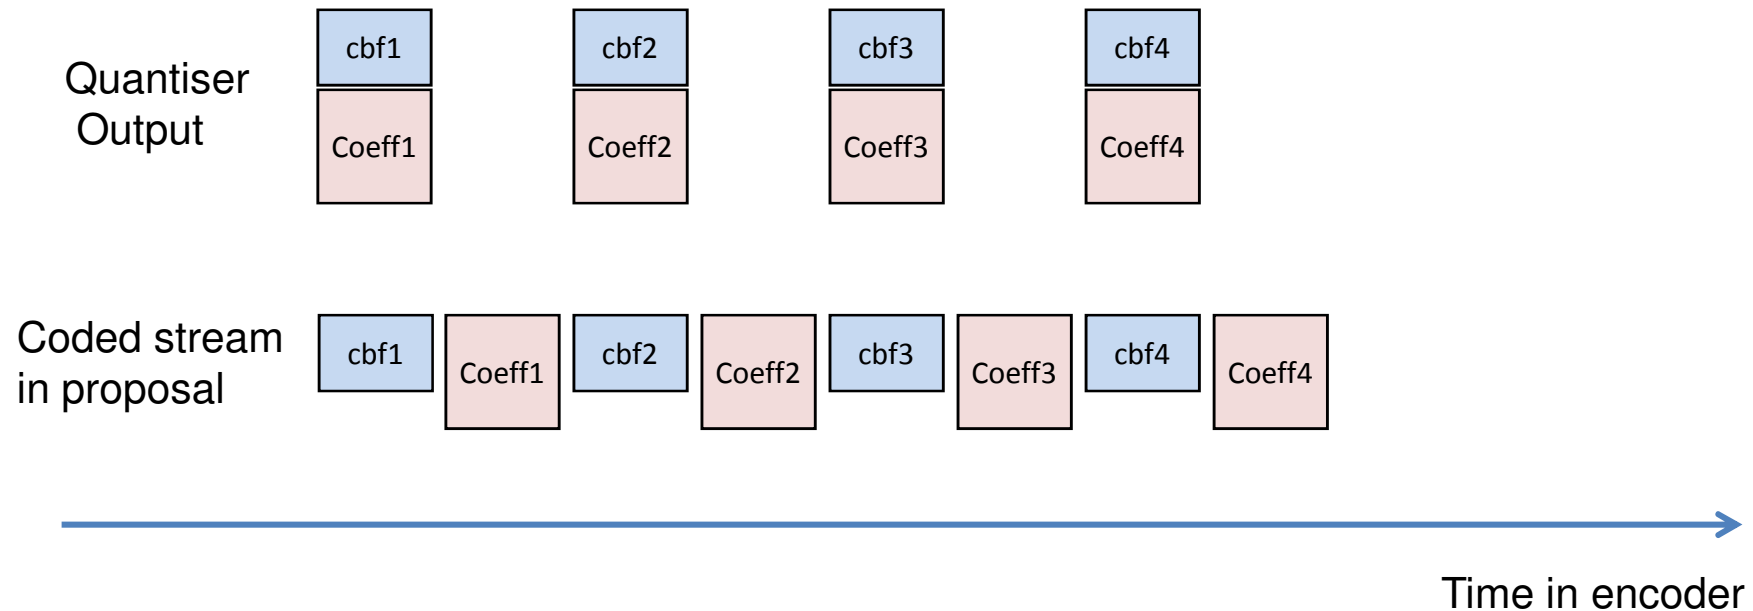 Quantiser
Output
cbf1 cbf2 cbf3 cbf4
Coeff1 Coeff2 Coeff3 Coeff4
Coded stream
in proposal
cbf1 Coeff1 cbf2 Coeff2 cbf3 Coeff3 cbf4 Coeff4
Time in encoder